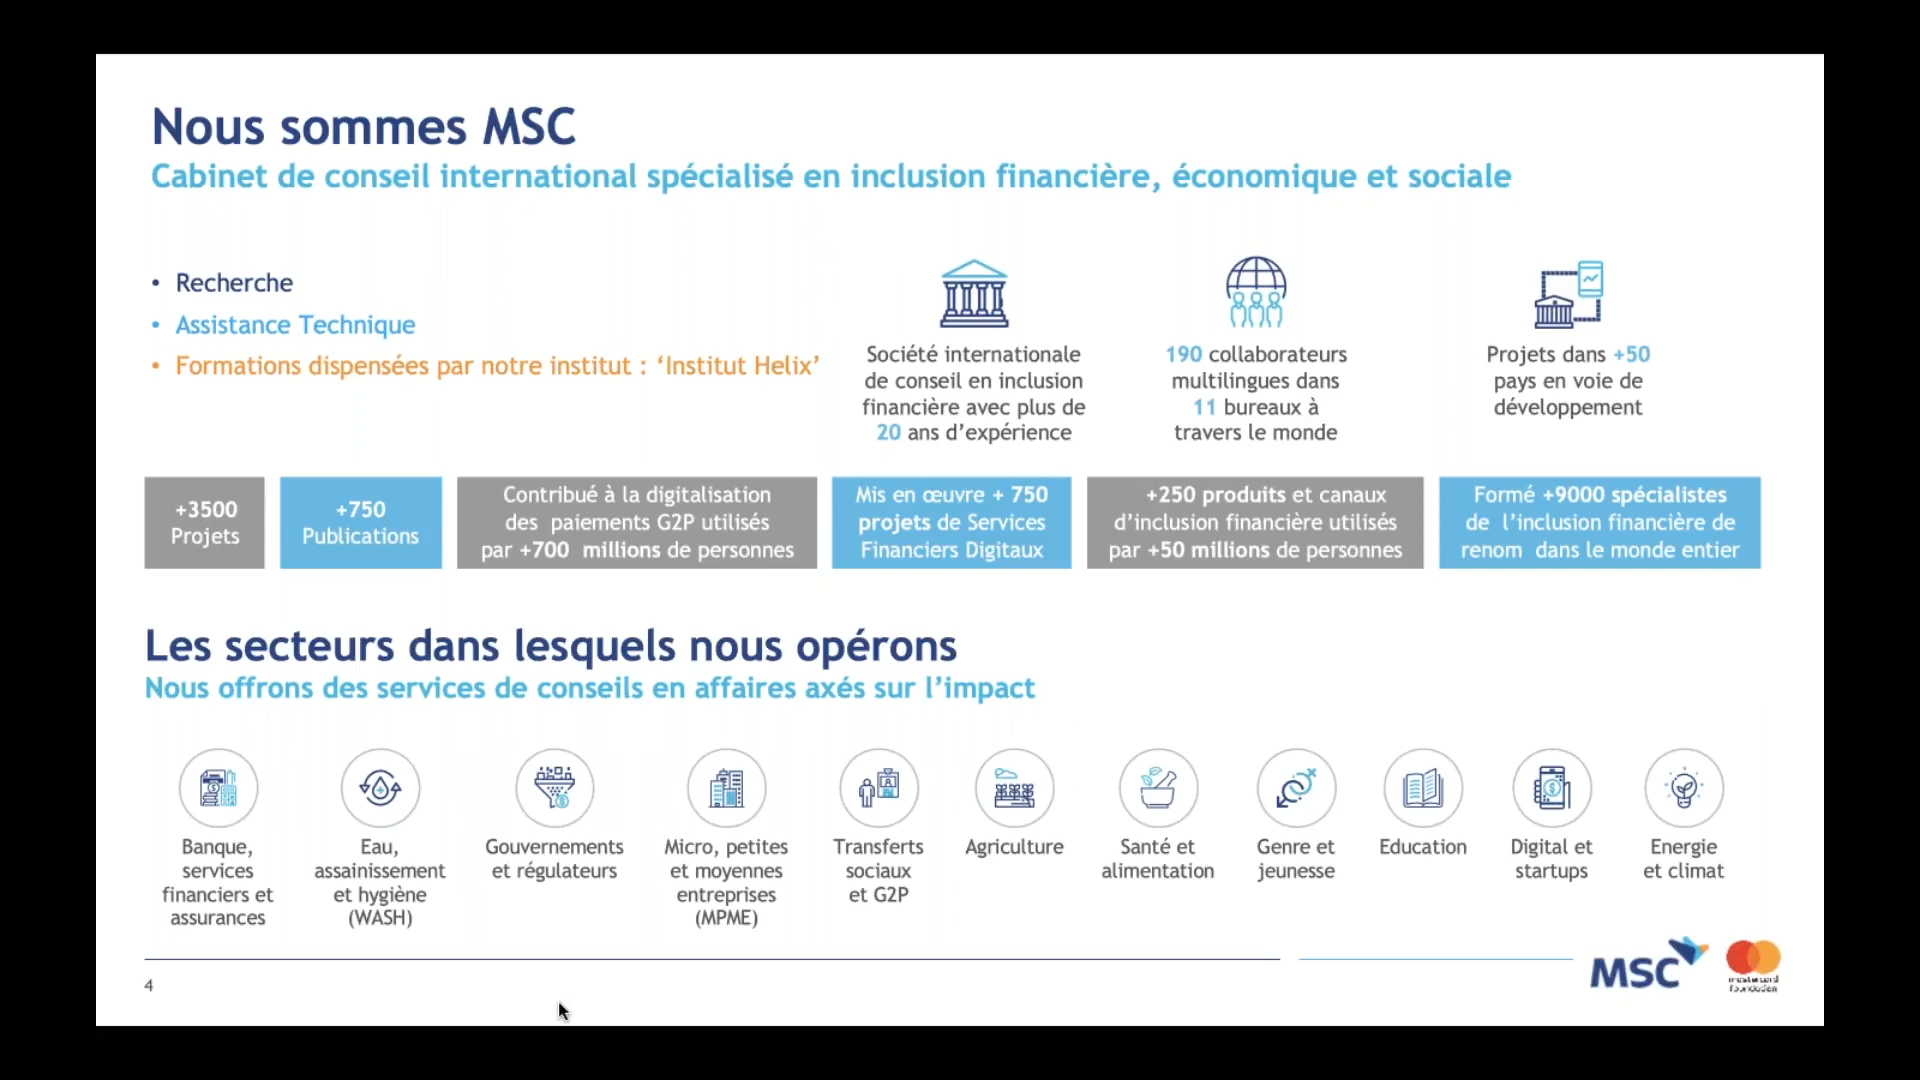 Nous sommes MSC
Cabinet de conseil international spécialisé en inclusion financière, économique et sociale
• Recherche
• Assistance Technique
• Formations dispensées par notre institut : ‘Institut Helix’
Société internationale
de conseil en inclusion
financière avec plus de
20 ans d’expérience
190 collaborateurs
multilingues dans
11 bureaux à
travers le monde
Projets dans +50
pays en voie de
développement
+3500
Projets
+750
Publications
Contribué à la digitalisation
des paiements G2P utilisés
par +700 millions de personnes
Mis en œuvre + 750
projets de Services
Financiers Digitaux
+250 produits et canaux
d’inclusion financière utilisés
par +50 millions de personnes
Formé +9000 spécialistes
de l’inclusion financière de
renom dans le monde entier
Les secteurs dans lesquels nous opérons
Nous offrons des services de conseils en affaires axés sur l’impact
Banque,
services
financiers et
assurances
Eau,
assainissement
et hygiène
(WASH)
Gouvernements
et régulateurs
Micro, petites
et moyennes
entreprises
(MPME)
Transferts
sociaux
et G2P
Agriculture
Santé et
alimentation
Genre et
jeunesse
Education
Digital et
startups
Energie
et climat
4
MSC
mastercard
foundation